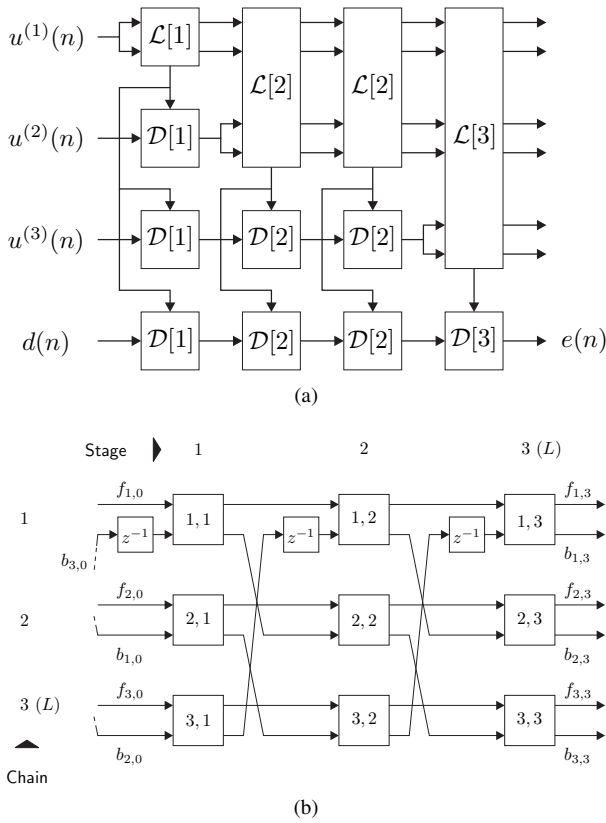 u^{(1)}(n) 𝓛[1]
𝓛[2] 𝓛[2]
u^{(2)}(n) 𝓓[1] 𝓛[3]
u^{(3)}(n) 𝓓[1] 𝓓[2] 𝓓[2]
d(n) 𝓓[1] 𝓓[2] 𝓓[2] 𝓓[3] e(n)
(a)
Stage 1 2 3 (L)
f_{1,0} f_{1,3}
1 1, 1 1, 2 1, 3
z^{-1} z^{-1} z^{-1}
b_{3,0} b_{1,3}
f_{2,0} f_{2,3}
2 2, 1 2, 2 2, 3
b_{1,0} b_{2,3}
f_{3,0} f_{3,3}
3 (L) 3, 1 3, 2 3, 3
b_{2,0} b_{3,3}
Chain
(b)